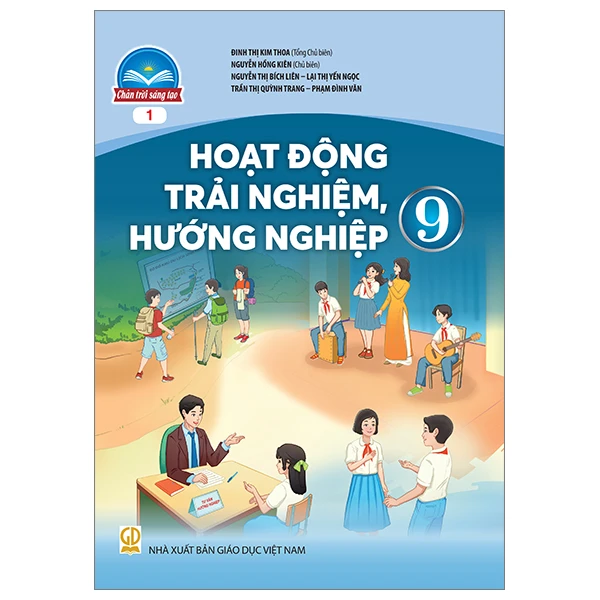 ĐINH THỊ KIM THOA (Tổng Chủ biên)
NGUYỄN HỒNG KIÊN (Chủ biên)
NGUYỄN THỊ BÍCH LIÊN – LẠI THỊ YẾN NGỌC
TRẦN THỊ QUỲNH TRANG – PHẠM ĐÌNH VĂN
Chân trời sáng tạo
1
HOẠT ĐỘNG
TRẢI NGHIỆM,
HƯỚNG NGHIỆP
9
TƯ VẤN
HƯỚNG NGHIỆP
GD
NHÀ XUẤT BẢN GIÁO DỤC VIỆT NAM